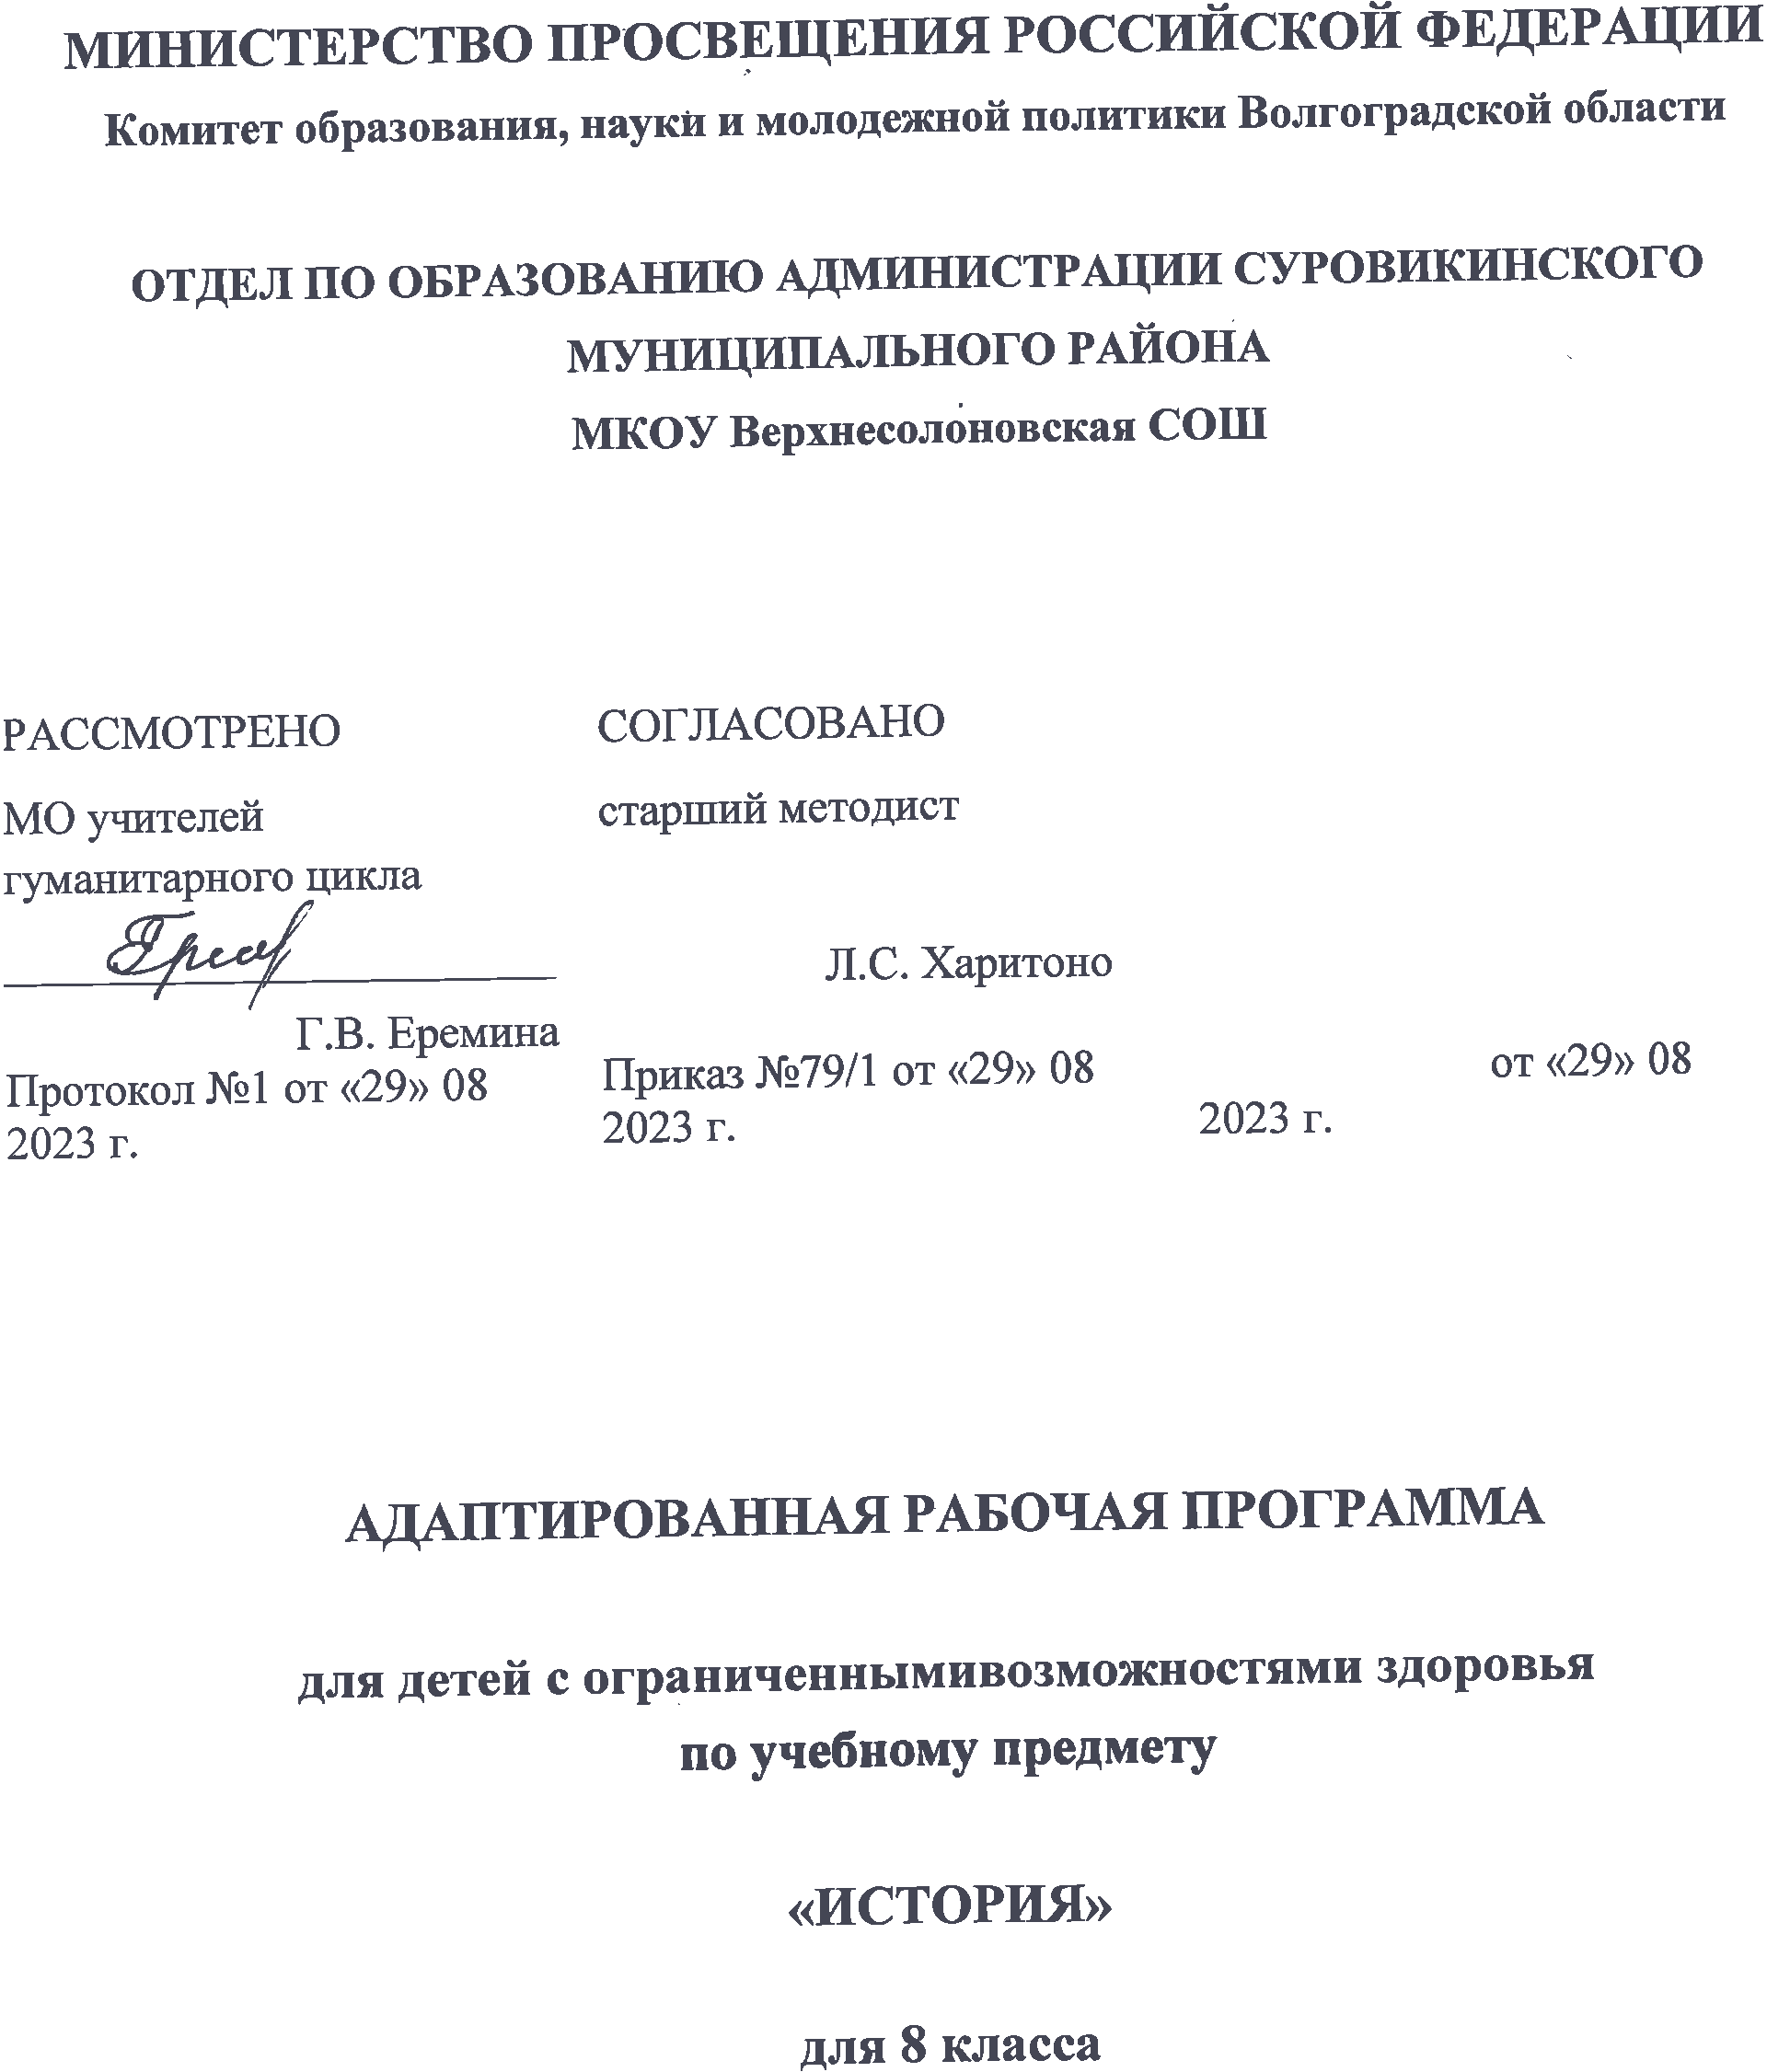 МИНИСТЕРСТВО ПРОСВЕЩЕНИЯ РОССИЙСКОЙ ФЕДЕРАЦИИ
Комитет образования, науки и молодежной политики Волгоградской области
ОТДЕЛ ПО ОБРАЗОВАНИЮ АДМИНИСТРАЦИИ СУРОВИКИНСКОГО
МУНИЦИПАЛЬНОГО РАЙОНА
МКОУ Верхнесолоновская СОШ
РАССМОТРЕНО
МО учителей
гуманитарного цикла
Г.В. Еремина
Протокол №1 от «29» 08
2023 г.
СОГЛАСОВАНО
старший методист
Л.С. Харитоно
Приказ №79/1 от «29» 08
2023 г.
от «29» 08
2023 г.
АДАПТИРОВАННАЯ РАБОЧАЯ ПРОГРАММА
для детей с ограниченнымивозможностями здоровья
по учебному предмету
«ИСТОРИЯ»
для 8 класса